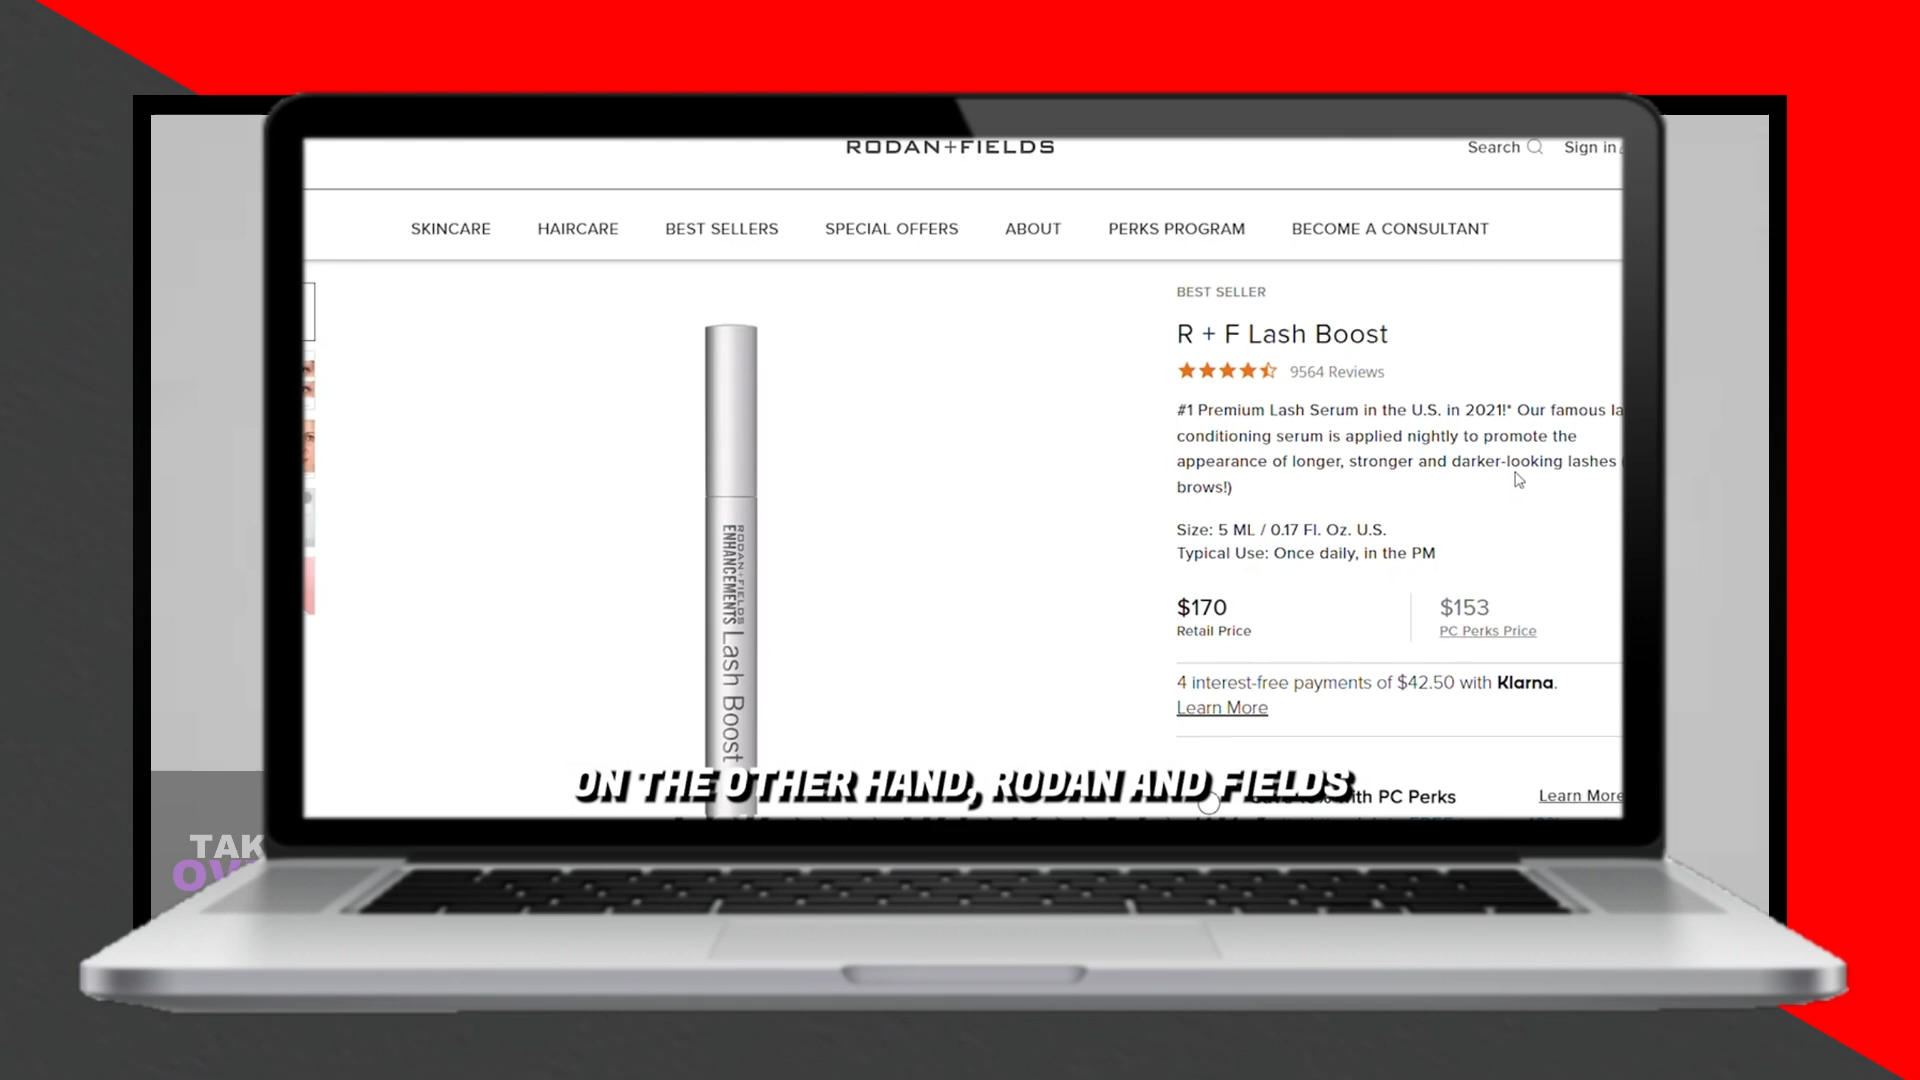 RODAN+FIELDS
Search
Sign in
SKINCARE
HAIRCARE
BEST SELLERS
SPECIAL OFFERS
ABOUT
PERKS PROGRAM
BECOME A CONSULTANT
BEST SELLER
R + F Lash Boost
9564 Reviews
#1 Premium Lash Serum in the U.S. in 2021!* Our famous la
conditioning serum is applied nightly to promote the
appearance of longer, stronger and darker-looking lashes
brows!)
Size: 5 ML / 0.17 Fl. Oz. U.S.
Typical Use: Once daily, in the PM
$170
Retail Price
$153
PC Perks Price
4 interest-free payments of $42.50 with Klarna.
Learn More
with PC Perks
Learn More
RODAN+FIELDS
ENHANCEMENTS Lash Boost
ON THE OTHER HAND, RODAN AND FIELDS
TAK
OV